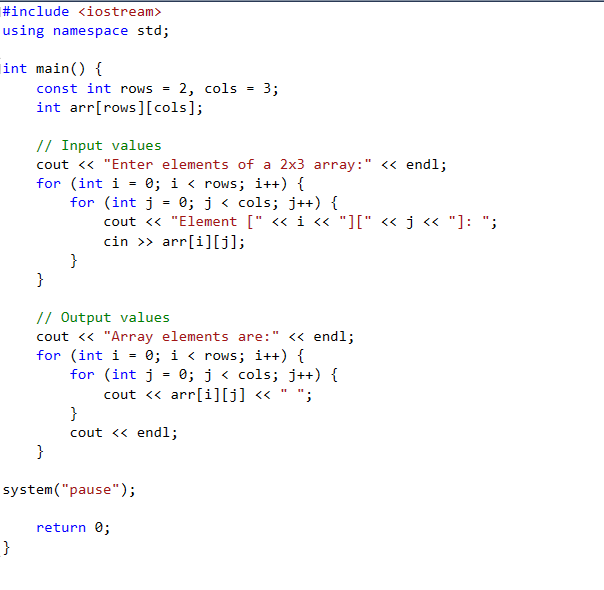 #include <iostream>
using namespace std;

int main() {
    const int rows = 2, cols = 3;
    int arr[rows][cols];

    // Input values
    cout << "Enter elements of a 2x3 array:" << endl;
    for (int i = 0; i < rows; i++) {
        for (int j = 0; j < cols; j++) {
            cout << "Element [" << i << "][" << j << "]: ";
            cin >> arr[i][j];
        }
    }

    // Output values
    cout << "Array elements are:" << endl;
    for (int i = 0; i < rows; i++) {
        for (int j = 0; j < cols; j++) {
            cout << arr[i][j] << " ";
        }
        cout << endl;
    }

system("pause");

    return 0;
}